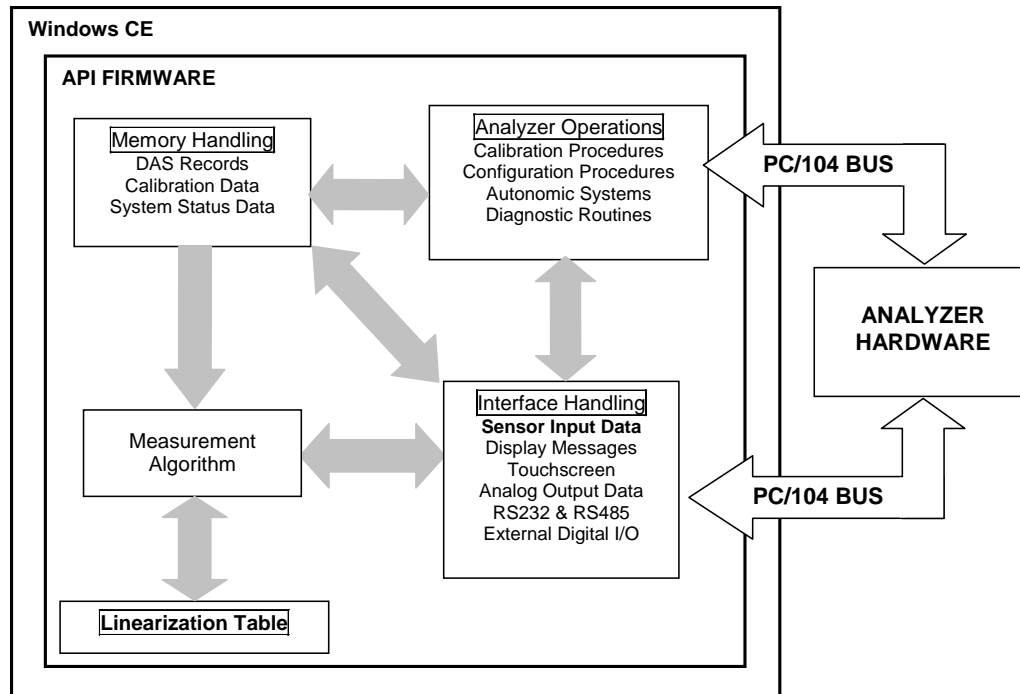 Windows CE
API FIRMWARE
Memory Handling
DAS Records
Calibration Data
System Status Data
Analyzer Operations
Calibration Procedures
Configuration Procedures
Autonomic Systems
Diagnostic Routines
PC/104 BUS
ANALYZER
HARDWARE
Measurement
Algorithm
Interface Handling
Sensor Input Data
Display Messages
Touchscreen
Analog Output Data
RS232 & RS485
External Digital I/O
PC/104 BUS
Linearization Table